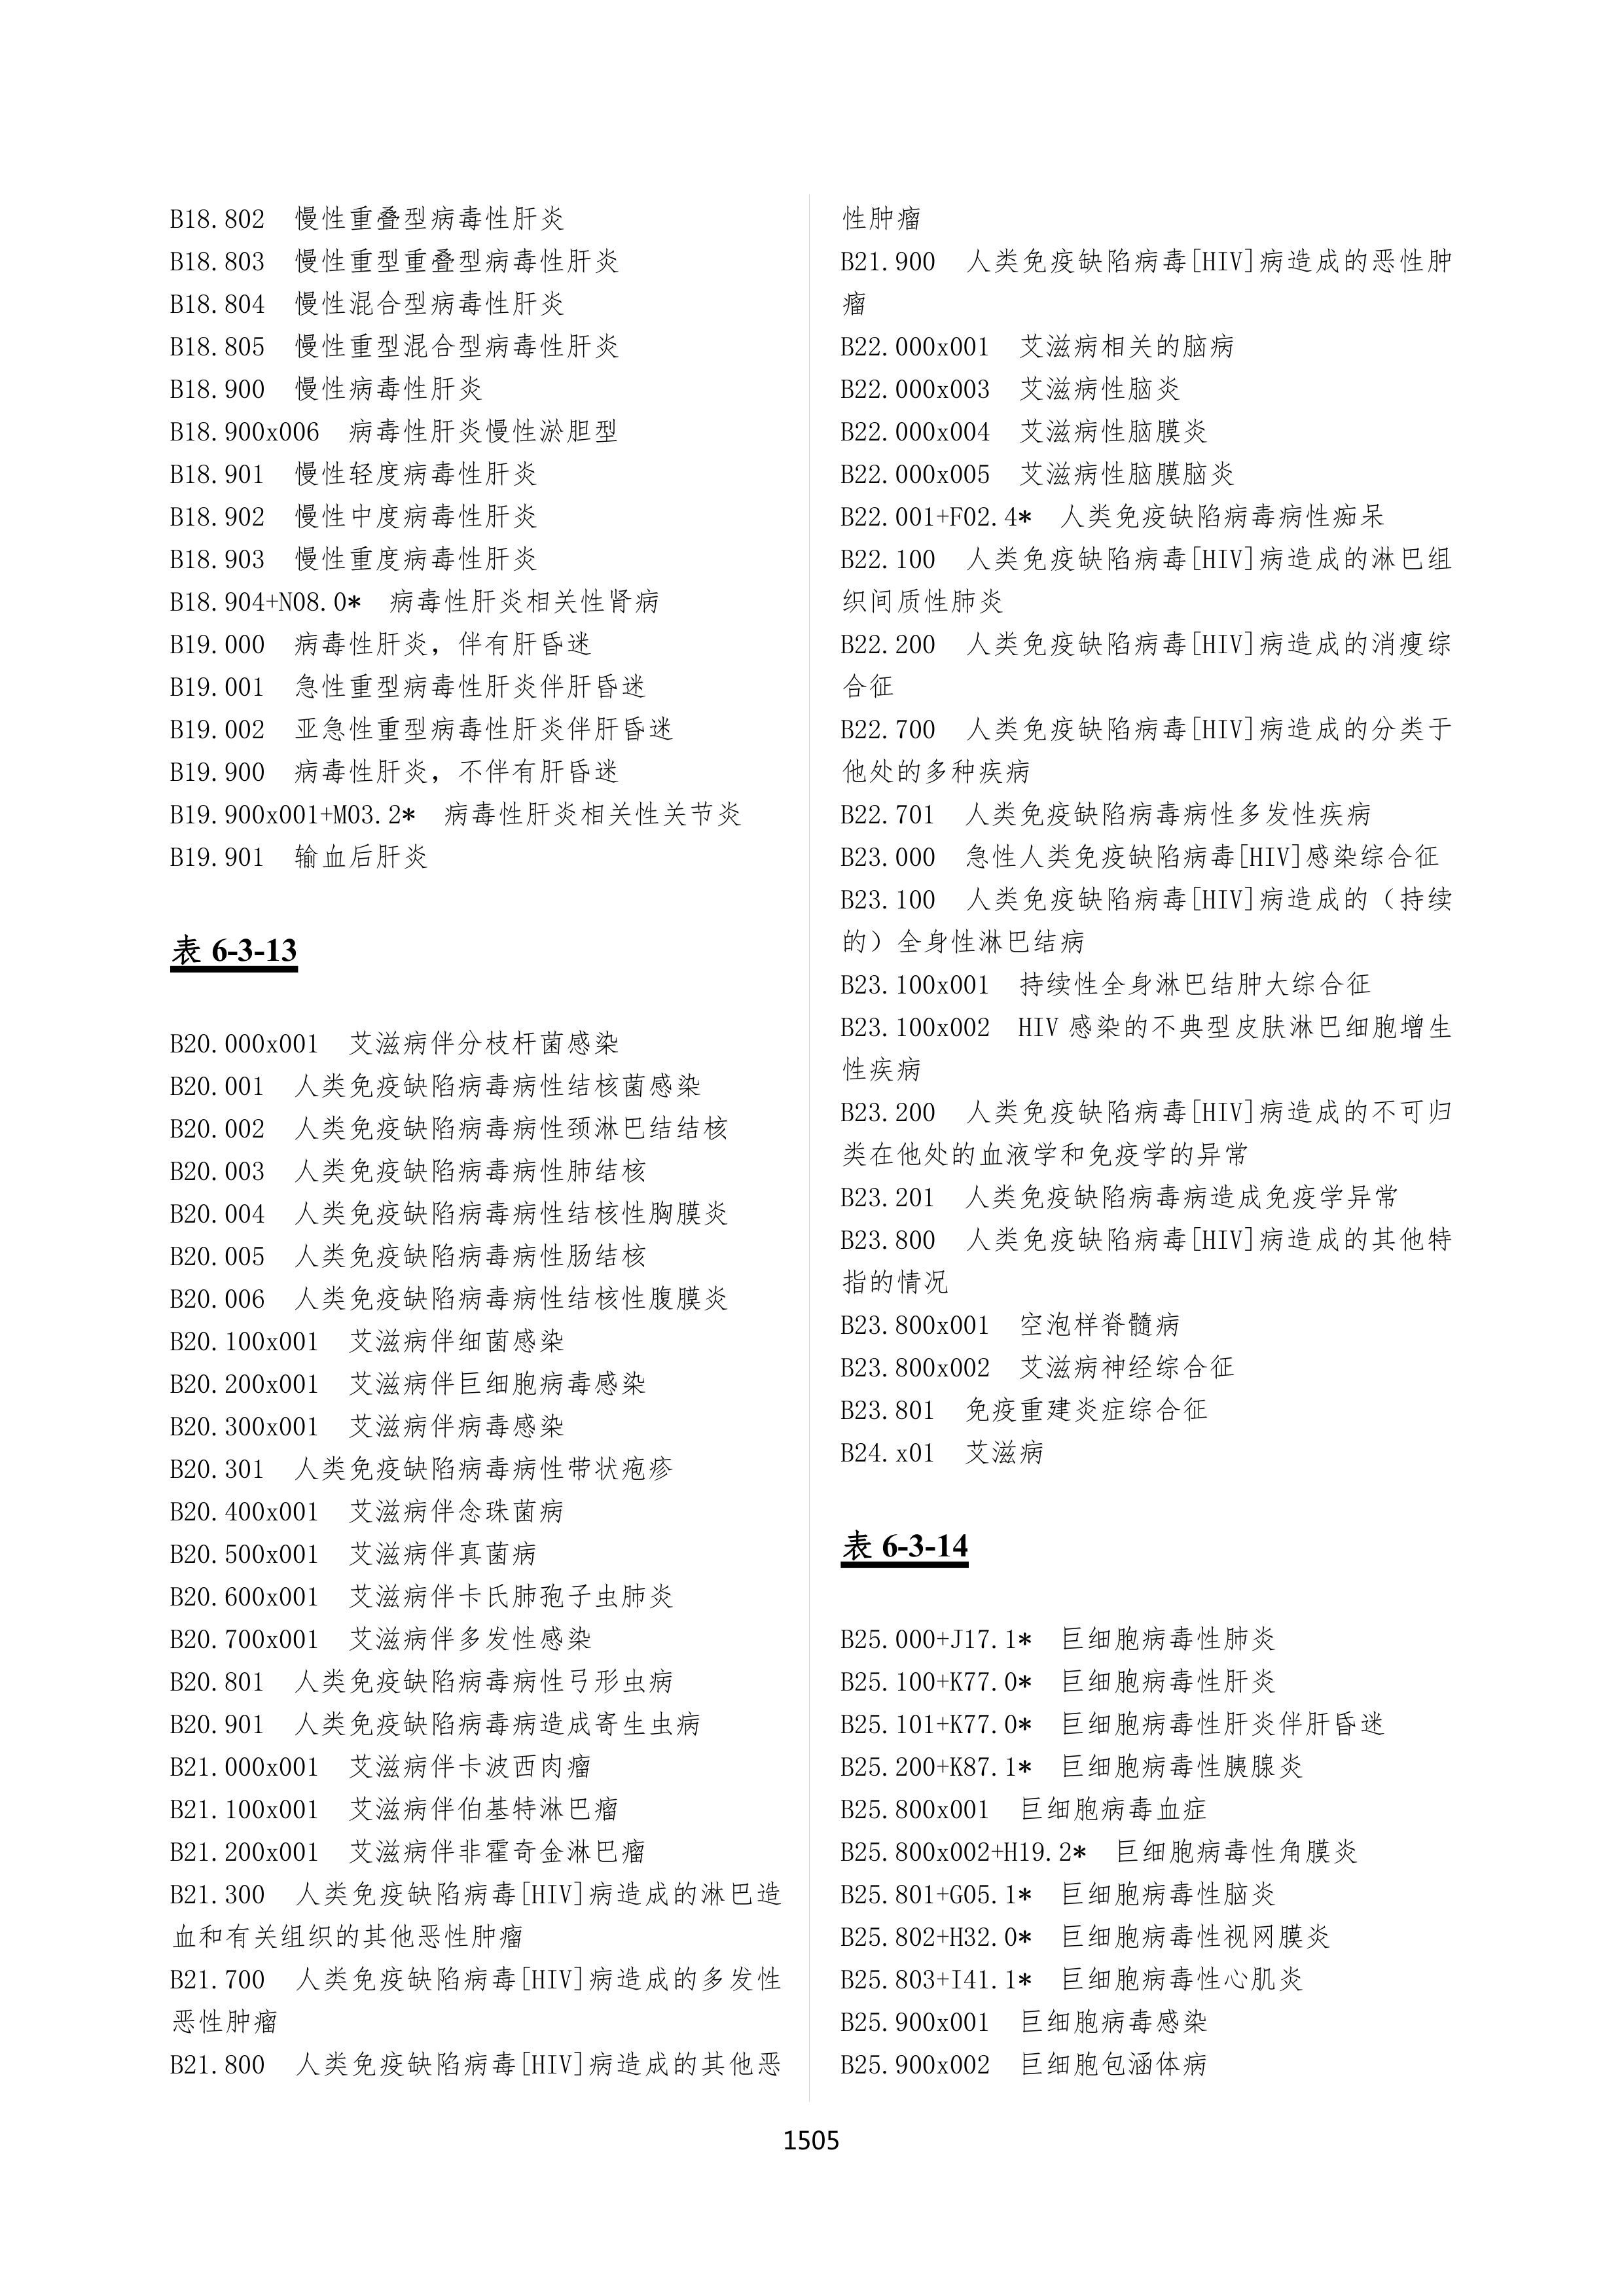 B18.802 慢性重叠型病毒性肝炎
B18.803 慢性重型重叠型病毒性肝炎
B18.804 慢性混合型病毒性肝炎
B18.805 慢性重型混合型病毒性肝炎
B18.900 慢性病毒性肝炎
B18.900x006 病毒性肝炎慢性淤胆型
B18.901 慢性轻度病毒性肝炎
B18.902 慢性中度病毒性肝炎
B18.903 慢性重度病毒性肝炎
B18.904+N08.0* 病毒性肝炎相关性肾病
B19.000 病毒性肝炎，伴有肝昏迷
B19.001 急性重型病毒性肝炎伴肝昏迷
B19.002 亚急性重型病毒性肝炎伴肝昏迷
B19.900 病毒性肝炎，不伴有肝昏迷
B19.900x001+M03.2* 病毒性肝炎相关性关节炎
B19.901 输血后肝炎
表 6-3-13
B20.000x001 艾滋病伴分枝杆菌感染
B20.001 人类免疫缺陷病毒病性结核菌感染
B20.002 人类免疫缺陷病毒病性颈淋巴结结核
B20.003 人类免疫缺陷病毒病性肺结核
B20.004 人类免疫缺陷病毒病性结核性胸膜炎
B20.005 人类免疫缺陷病毒病性肠结核
B20.006 人类免疫缺陷病毒病性结核性腹膜炎
B20.100x001 艾滋病伴细菌感染
B20.200x001 艾滋病伴巨细胞病毒感染
B20.300x001 艾滋病伴病毒感染
B20.301 人类免疫缺陷病毒病性带状疱疹
B20.400x001 艾滋病伴念珠菌病
B20.500x001 艾滋病伴真菌病
B20.600x001 艾滋病伴卡氏肺孢子虫肺炎
B20.700x001 艾滋病伴多发性感染
B20.801 人类免疫缺陷病毒病性弓形虫病
B20.901 人类免疫缺陷病毒病造成寄生虫病
B21.000x001 艾滋病伴卡波西肉瘤
B21.100x001 艾滋病伴伯基特淋巴瘤
B21.200x001 艾滋病伴非霍奇金淋巴瘤
B21.300 人类免疫缺陷病毒[HIV]病造成的淋巴造
血和有关组织的其他恶性肿瘤
B21.700 人类免疫缺陷病毒[HIV]病造成的多发性
恶性肿瘤
B21.800 人类免疫缺陷病毒[HIV]病造成的其他恶
性肿瘤
B21.900 人类免疫缺陷病毒[HIV]病造成的恶性肿
瘤
B22.000x001 艾滋病相关的脑病
B22.000x003 艾滋病性脑炎
B22.000x004 艾滋病性脑膜炎
B22.000x005 艾滋病性脑膜脑炎
B22.001+F02.4* 人类免疫缺陷病毒病性痴呆
B22.100 人类免疫缺陷病毒[HIV]病造成的淋巴组
织间质性肺炎
B22.200 人类免疫缺陷病毒[HIV]病造成的消瘦综
合征
B22.700 人类免疫缺陷病毒[HIV]病造成的分类于
他处的多种疾病
B22.701 人类免疫缺陷病毒病性多发性疾病
B23.000 急性人类免疫缺陷病毒[HIV]感染综合征
B23.100 人类免疫缺陷病毒[HIV]病造成的（持续
的）全身性淋巴结病
B23.100x001 持续性全身淋巴结肿大综合征
B23.100x002 HIV 感染的不典型皮肤淋巴细胞增生
性疾病
B23.200 人类免疫缺陷病毒[HIV]病造成的不可归
类在他处的血液学和免疫学的异常
B23.201 人类免疫缺陷病毒病造成免疫学异常
B23.800 人类免疫缺陷病毒[HIV]病造成的其他特
指的情况
B23.800x001 空泡样脊髓病
B23.800x002 艾滋病神经综合征
B23.801 免疫重建炎症综合征
B24.x01 艾滋病
表 6-3-14
B25.000+J17.1* 巨细胞病毒性肺炎
B25.100+K77.0* 巨细胞病毒性肝炎
B25.101+K77.0* 巨细胞病毒性肝炎伴肝昏迷
B25.200+K87.1* 巨细胞病毒性胰腺炎
B25.800x001 巨细胞病毒血症
B25.800x002+H19.2* 巨细胞病毒性角膜炎
B25.801+G05.1* 巨细胞病毒性脑炎
B25.802+H32.0* 巨细胞病毒性视网膜炎
B25.803+I41.1* 巨细胞病毒性心肌炎
B25.900x001 巨细胞病毒感染
B25.900x002 巨细胞包涵体病
1505